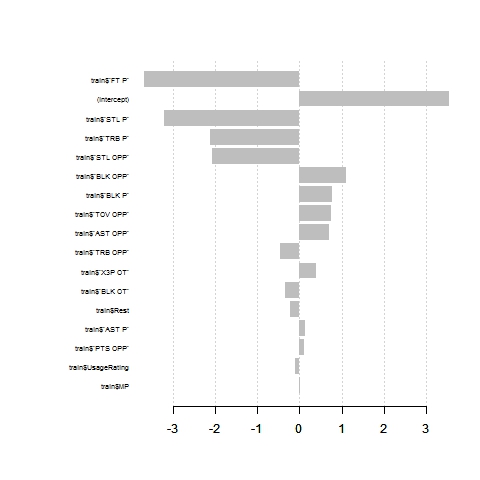 train$`FT P`
(Intercept)
train$`STL P`
train$`TRB P`
train$`STL OPP`
train$`BLK OPP`
train$`BLK P`
train$`TOV OPP`
train$`AST OPP`
train$`TRB OPP`
train$`X3P OT`
train$`BLK OT`
train$Rest
train$`AST P`
train$`PTS OPP`
train$UsageRating
train$MP
-3 -2 -1 0 1 2 3